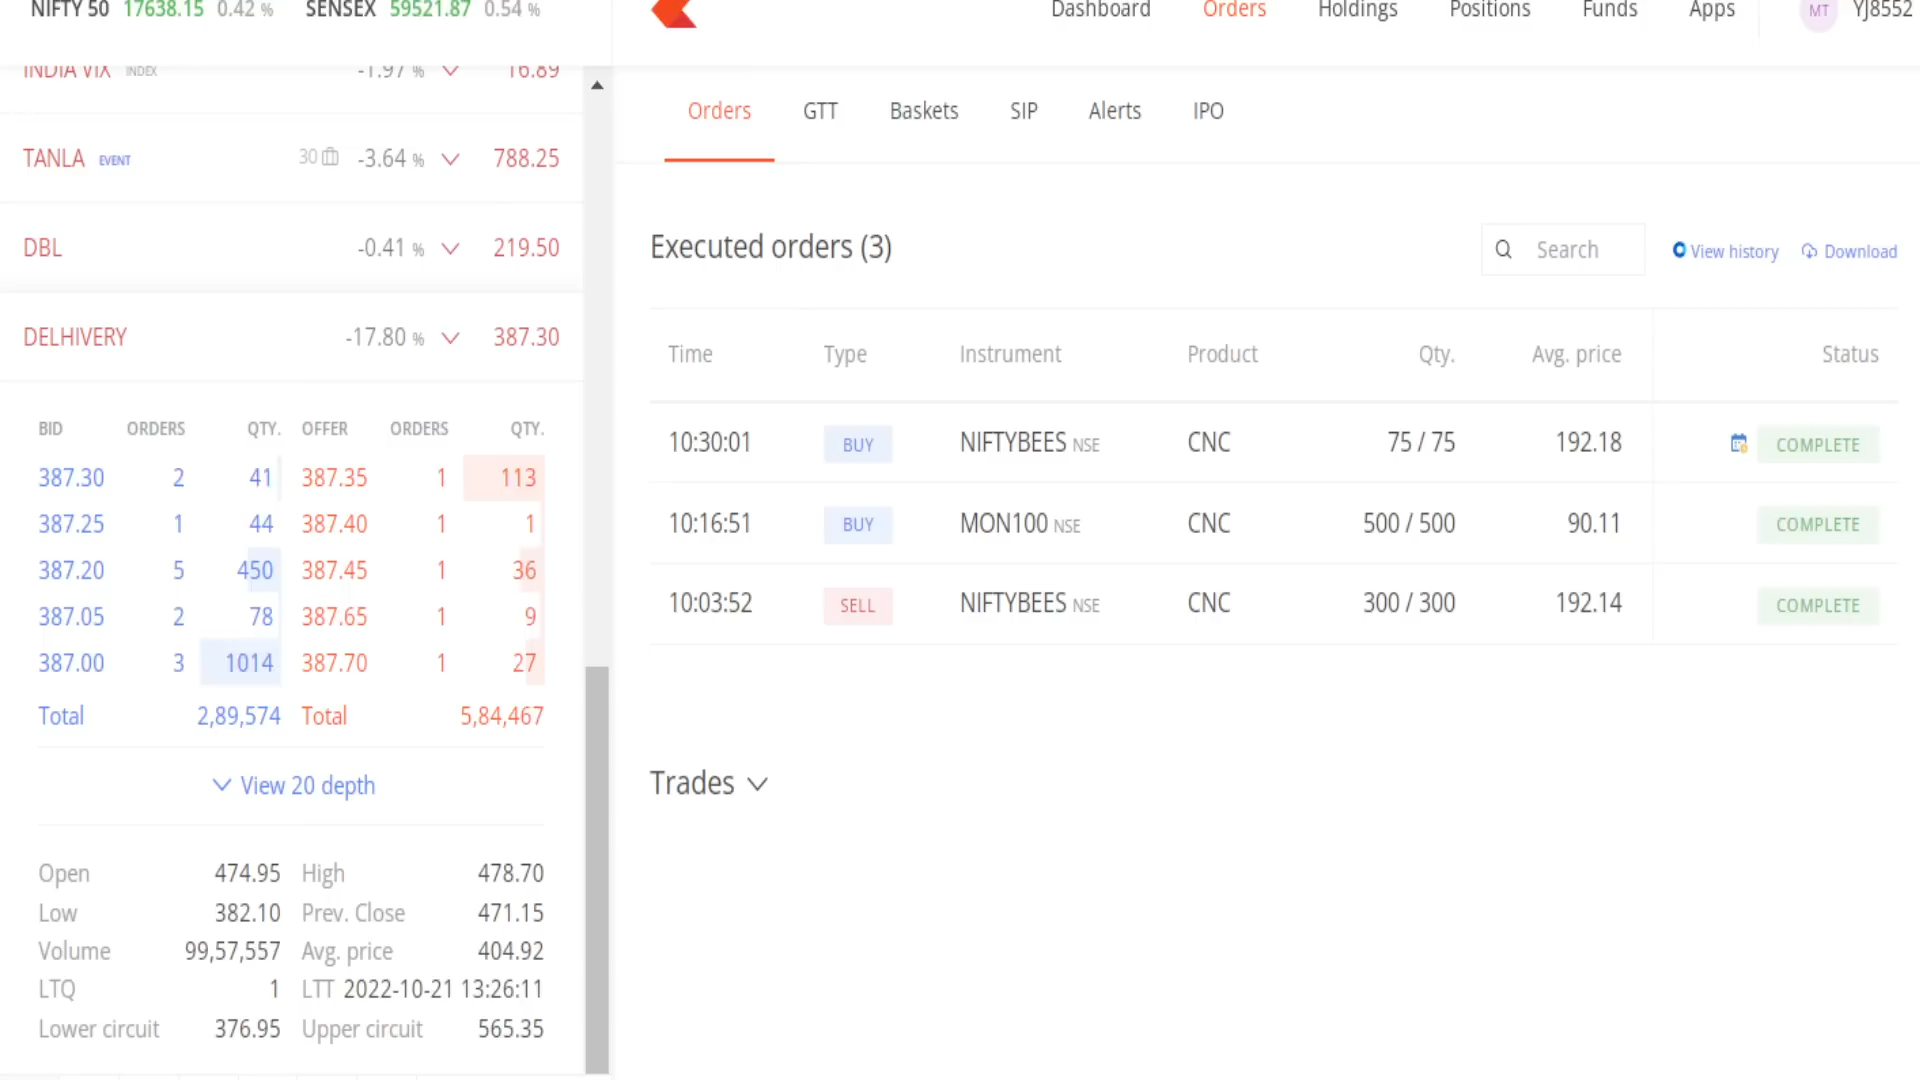 NIFTY 50 17638.15 0.42 % SENSEX 59521.87 0.54 %
Dashboard Orders Holdings Positions Funds Apps MT YJ8552
INDIA VIX INDEX -1.97 % 16.89
TANLA EVENT 30 -3.64 % 788.25
DBL -0.41 % 219.50
DELHIVERY -17.80 % 387.30
BID ORDERS QTY. OFFER ORDERS QTY.
387.30 2 41 387.35 1 113
387.25 1 44 387.40 1 1
387.20 5 450 387.45 1 36
387.05 2 78 387.65 1 9
387.00 3 1014 387.70 1 27
Total 2,89,574 Total 5,84,467
View 20 depth
Open 474.95 High 478.70
Low 382.10 Prev. Close 471.15
Volume 99,57,557 Avg. price 404.92
LTQ 1 LTT 2022-10-21 13:26:11
Lower circuit 376.95 Upper circuit 565.35
Orders GTT Baskets SIP Alerts IPO
Executed orders (3) Search View history Download
Time Type Instrument Product Qty. Avg. price Status
10:30:01 BUY NIFTYBEES NSE CNC 75 / 75 192.18 COMPLETE
10:16:51 BUY MON100 NSE CNC 500 / 500 90.11 COMPLETE
10:03:52 SELL NIFTYBEES NSE CNC 300 / 300 192.14 COMPLETE
Trades